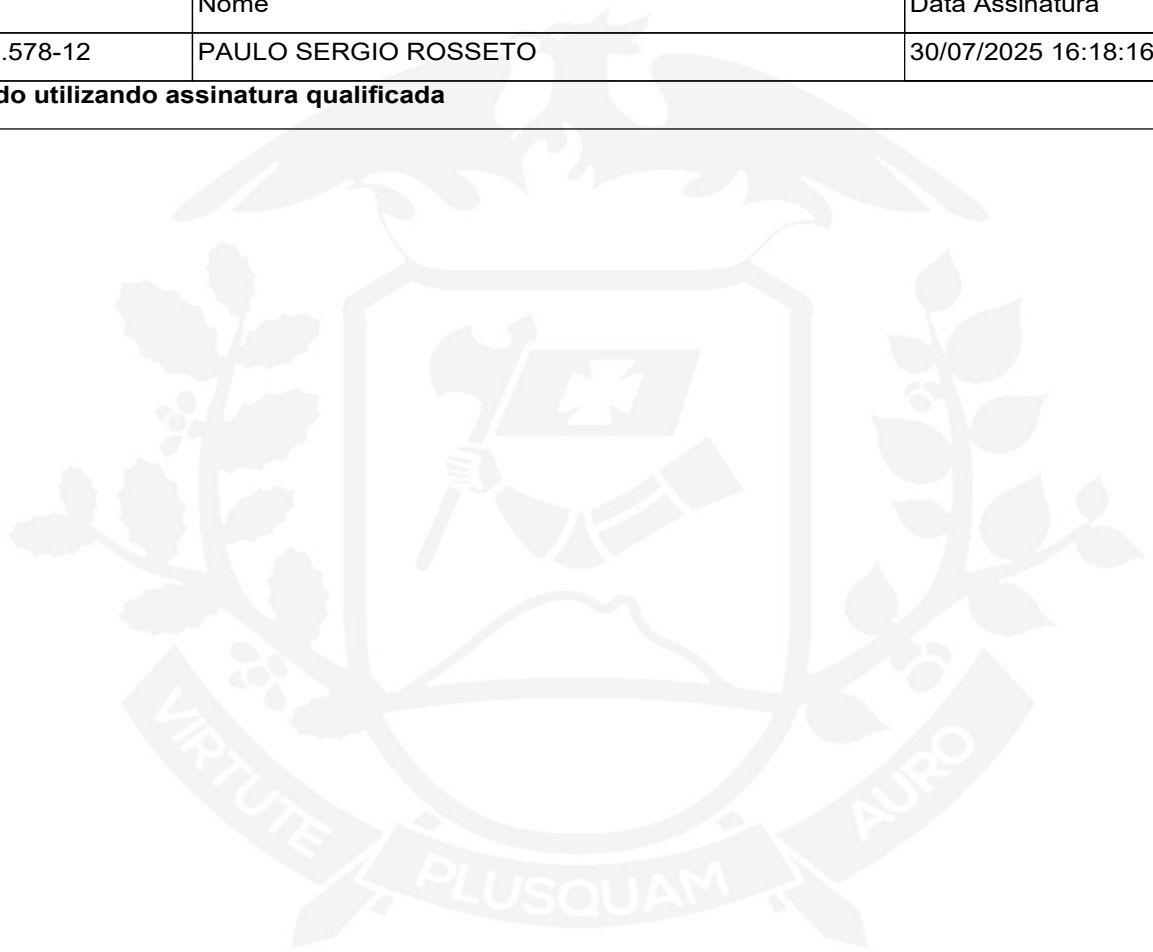 Nome Data Assinatura
.578-12 PAULO SERGIO ROSSETO 30/07/2025 16:18:16
do utilizando assinatura qualificada
VIRTUTE PLUSQUAM AURO